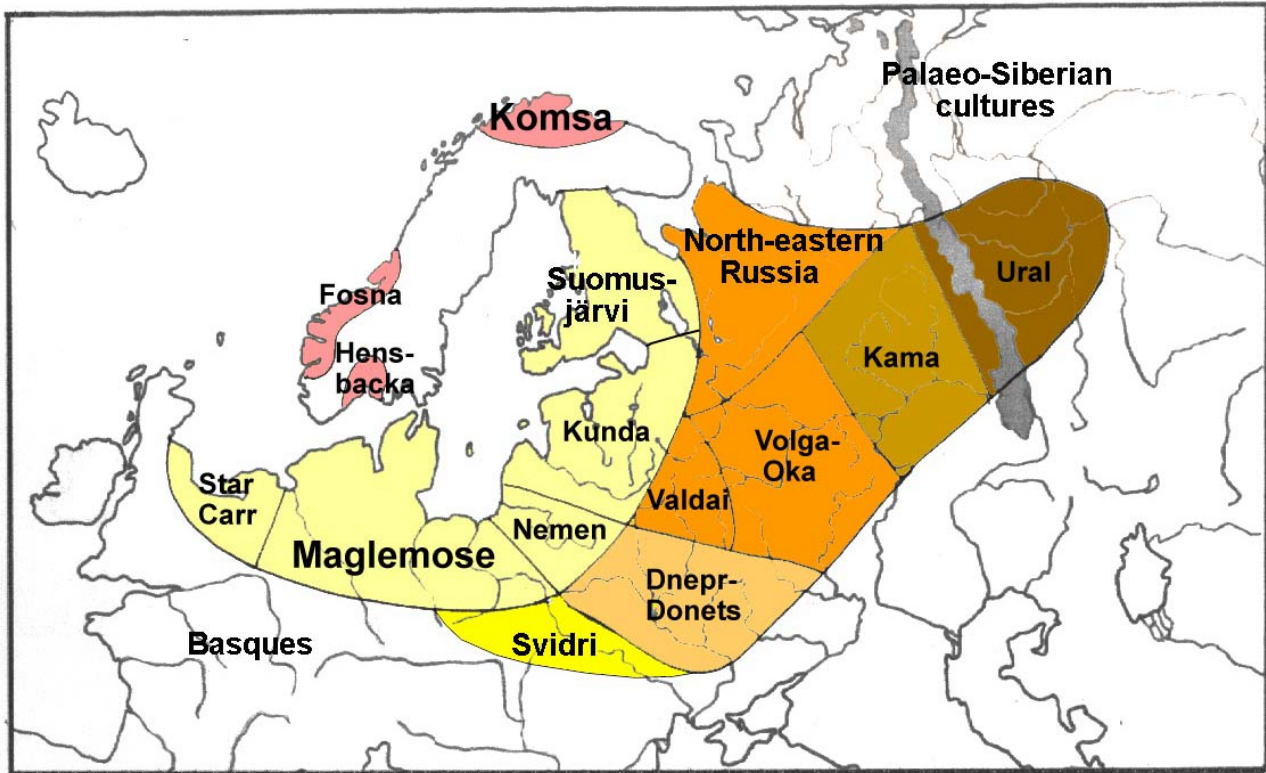 Palaeo-Siberian
cultures
Komsa
North-eastern
Russia
Ural
Suomus-
järvi
Fosna
Hens-
backa
Kama
Kunda
Volga-
Oka
Star
Carr
Valdai
Nemen
Maglemose
Dnepr-
Donets
Basques
Svidri